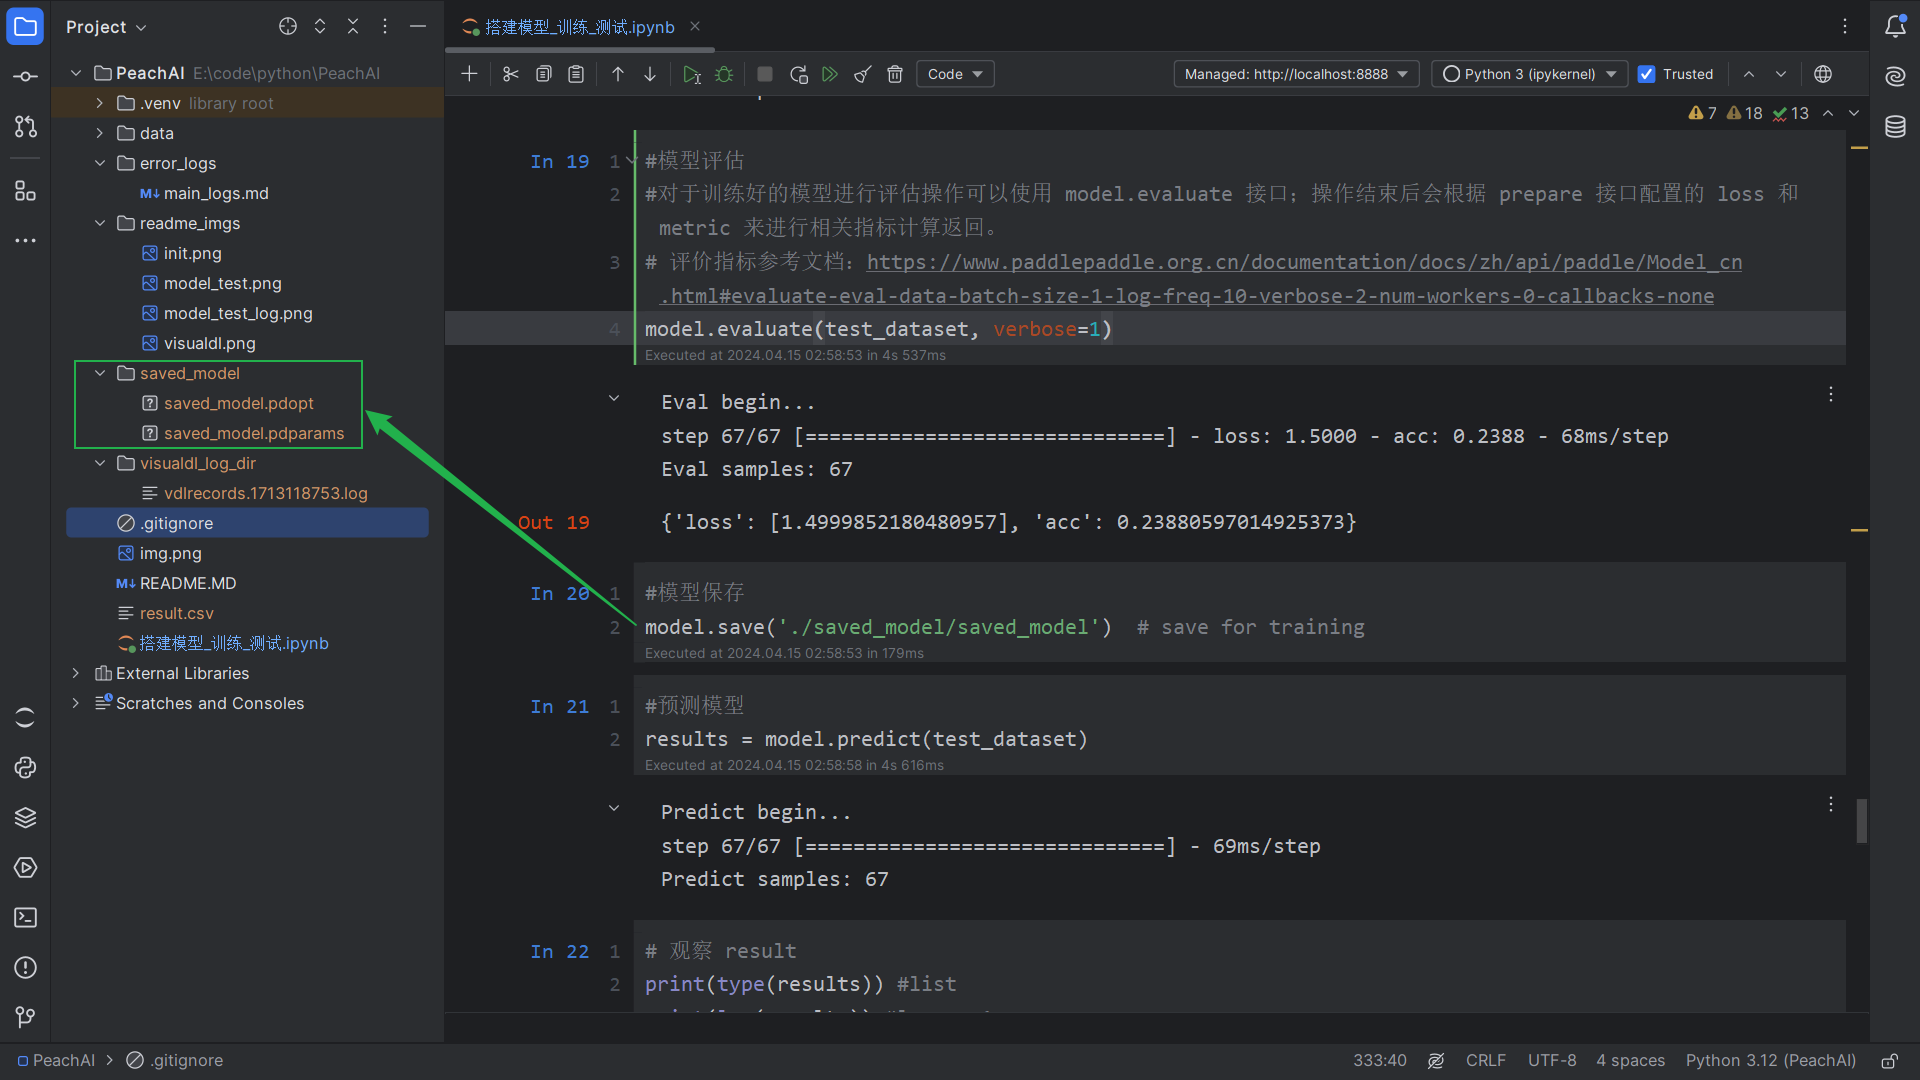 Project
PeachAI E:\code\python\PeachAI
.venv library root
data
error_logs
main_logs.md
readme_imgs
init.png
model_test.png
model_test_log.png
visualdl.png
saved_model
saved_model.pdopt
saved_model.pdparams
visualdl_log_dir
vdlrecords.1713118753.log
.gitignore
img.png
README.MD
result.csv
搭建模型_训练_测试.ipynb
External Libraries
Scratches and Consoles
搭建模型_训练_测试.ipynb
Code
Managed: http://localhost:8888
Python 3 (ipykernel)
Trusted
7 18 13
In 19
1 #模型评估
2 #对于训练好的模型进行评估操作可以使用 model.evaluate 接口；操作结束后会根据 prepare 接口配置的 loss 和
metric 来进行相关指标计算返回。
3 # 评价指标参考文档：https://www.paddlepaddle.org.cn/documentation/docs/zh/api/paddle/Model_cn
.html#evaluate-eval-data-batch-size-1-log-freq-10-verbose-2-num-workers-0-callbacks-none
4 model.evaluate(test_dataset, verbose=1)
Executed at 2024.04.15 02:58:53 in 4s 537ms
Eval begin...
step 67/67 [==============================] - loss: 1.5000 - acc: 0.2388 - 68ms/step
Eval samples: 67
Out 19
{'loss': [1.4999852180480957], 'acc': 0.23880597014925373}
In 20
1 #模型保存
2 model.save('./saved_model/saved_model') # save for training
Executed at 2024.04.15 02:58:53 in 179ms
In 21
1 #预测模型
2 results = model.predict(test_dataset)
Executed at 2024.04.15 02:58:58 in 4s 616ms
Predict begin...
step 67/67 [==============================] - 69ms/step
Predict samples: 67
In 22
1 # 观察 result
2 print(type(results)) #list
PeachAI > .gitignore
333:40 CRLF UTF-8 4 spaces Python 3.12 (PeachAI)